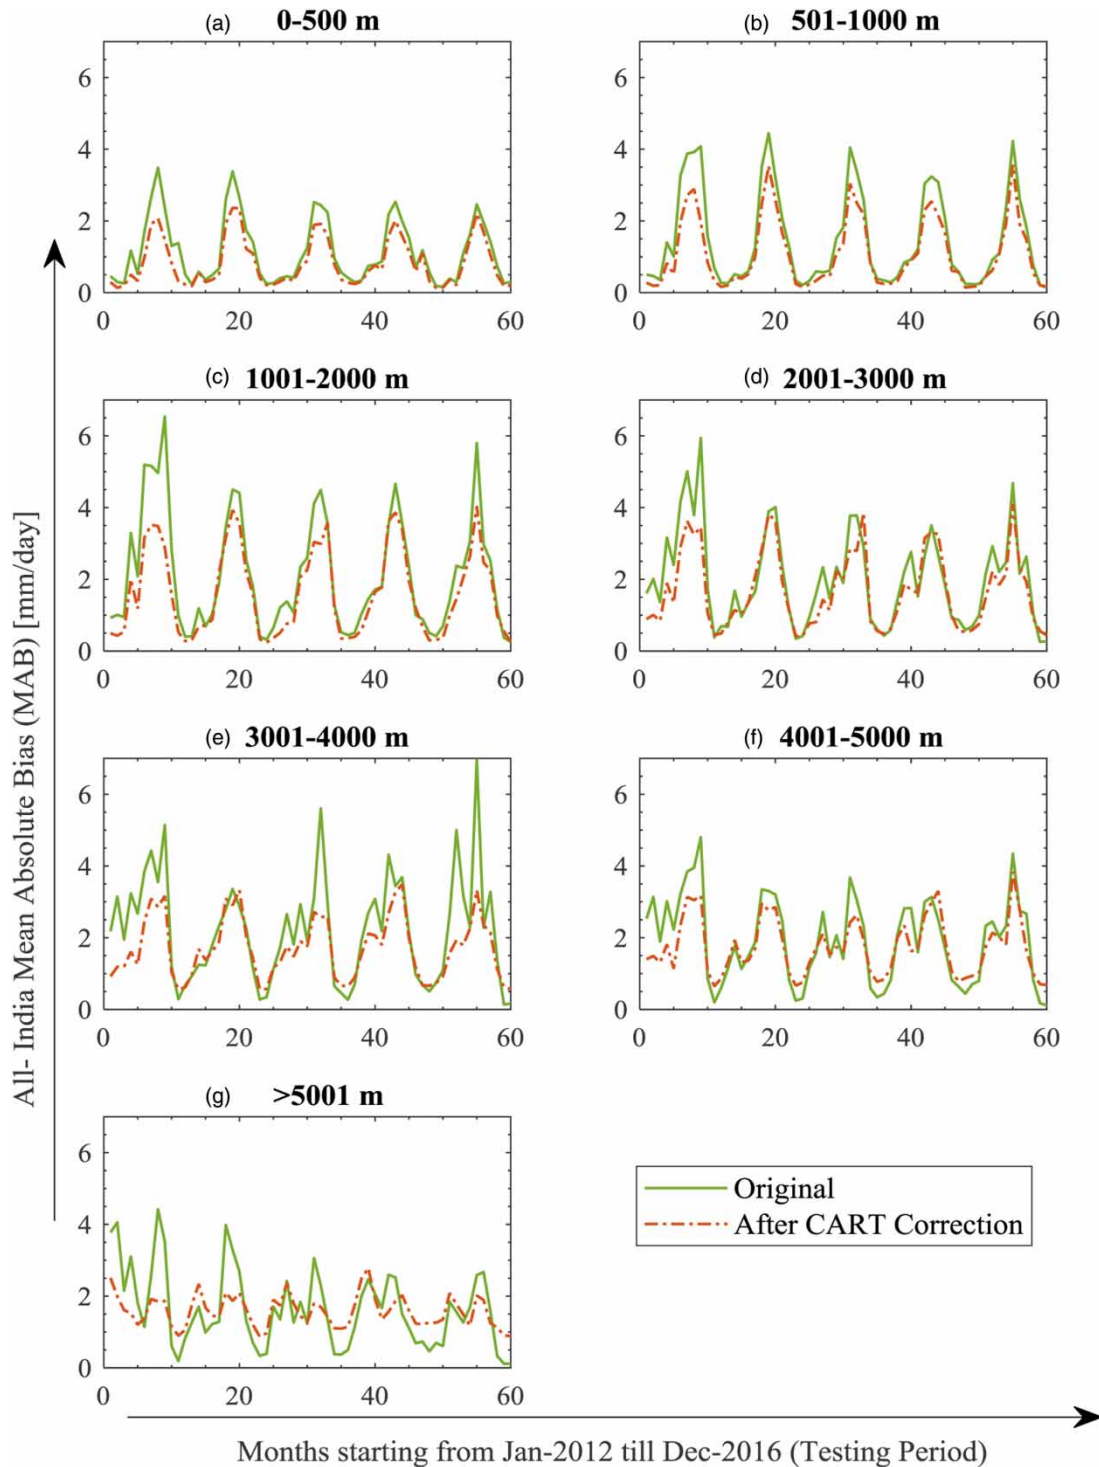 (a) 0-500 m
6
4
2
0
0 20 40 60
(b) 501-1000 m
6
4
2
0
0 20 40 60
(c) 1001-2000 m
6
4
2
0
0 20 40 60
(d) 2001-3000 m
6
4
2
0
0 20 40 60
(e) 3001-4000 m
6
4
2
0
0 20 40 60
(f) 4001-5000 m
6
4
2
0
0 20 40 60
(g) >5001 m
6
4
2
0
0 20 40 60
Original
After CART Correction
All- India Mean Absolute Bias (MAB) [mm/day]
Months starting from Jan-2012 till Dec-2016 (Testing Period)